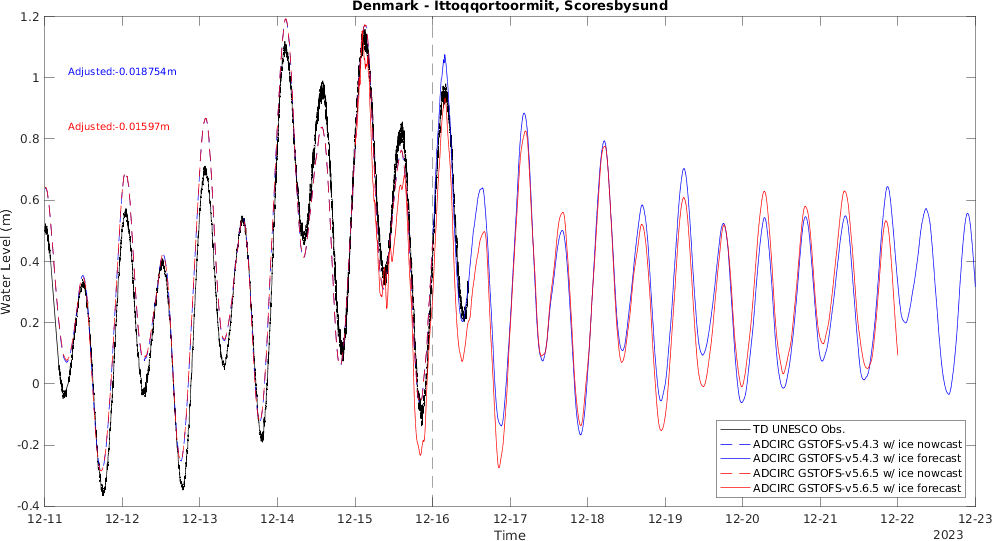 Denmark - Ittoqqortoormiit, Scoresbysund
1.2
1
0.8
0.6
0.4
0.2
0
-0.2
-0.4
Water Level (m)
Adjusted:-0.018754m
Adjusted:-0.01597m
TD UNESCO Obs.
ADCIRC GSTOFS-v5.4.3 w/ ice nowcast
ADCIRC GSTOFS-v5.4.3 w/ ice forecast
ADCIRC GSTOFS-v5.6.5 w/ ice nowcast
ADCIRC GSTOFS-v5.6.5 w/ ice forecast
12-11 12-12 12-13 12-14 12-15 12-16 12-17 12-18 12-19 12-20 12-21 12-22 12-23
Time
2023